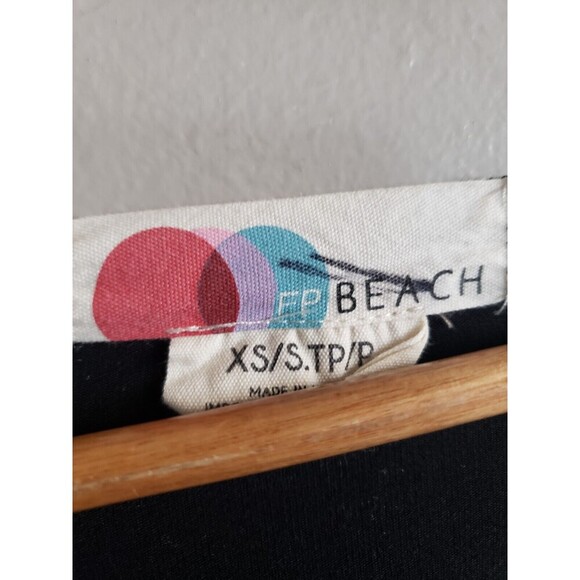 FP BEACH
XS/S.TP/P
MADE IN